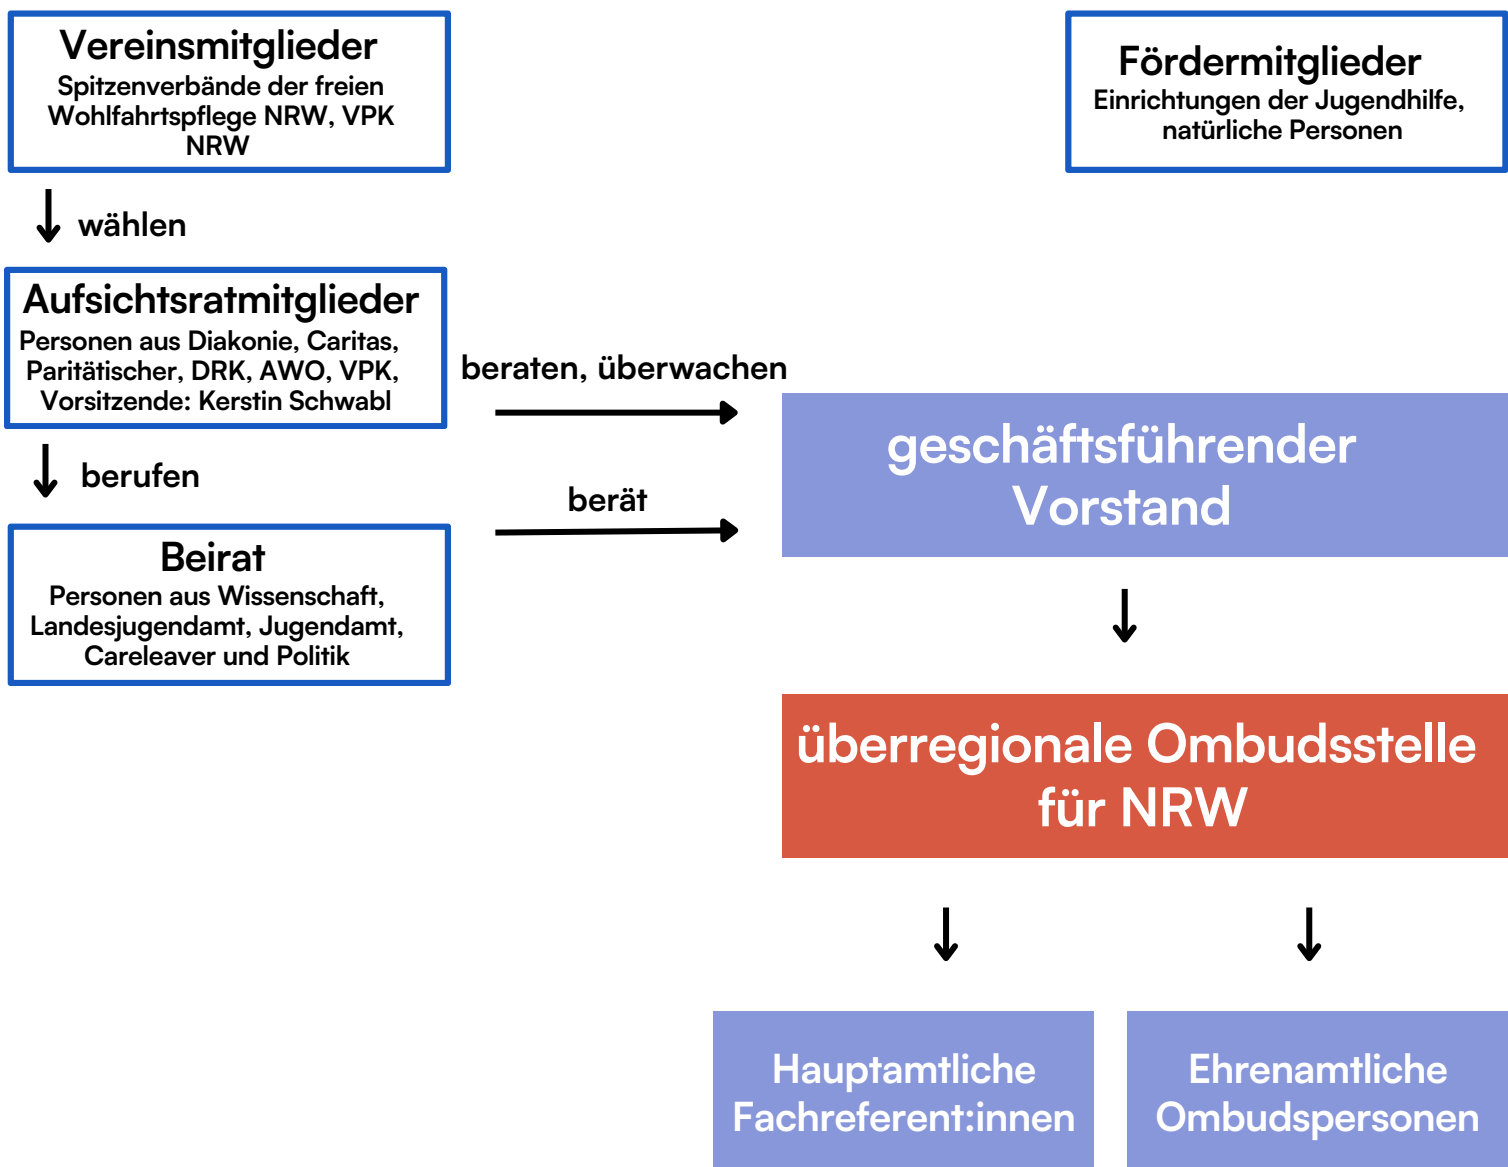 Vereinsmitglieder
Spitzenverbände der freien
Wohlfahrtspflege NRW, VPK
NRW
Fördermitglieder
Einrichtungen der Jugendhilfe,
natürliche Personen
wählen
Aufsichtsratmitglieder
Personen aus Diakonie, Caritas,
Paritätischer, DRK, AWO, VPK,
Vorsitzende: Kerstin Schwabl
beraten, überwachen
geschäftsführender
Vorstand
berufen
berät
Beirat
Personen aus Wissenschaft,
Landesjugendamt, Jugendamt,
Careleaver und Politik
überregionale Ombudsstelle
für NRW
Hauptamtliche
Fachreferent:innen
Ehrenamtliche
Ombudspersonen